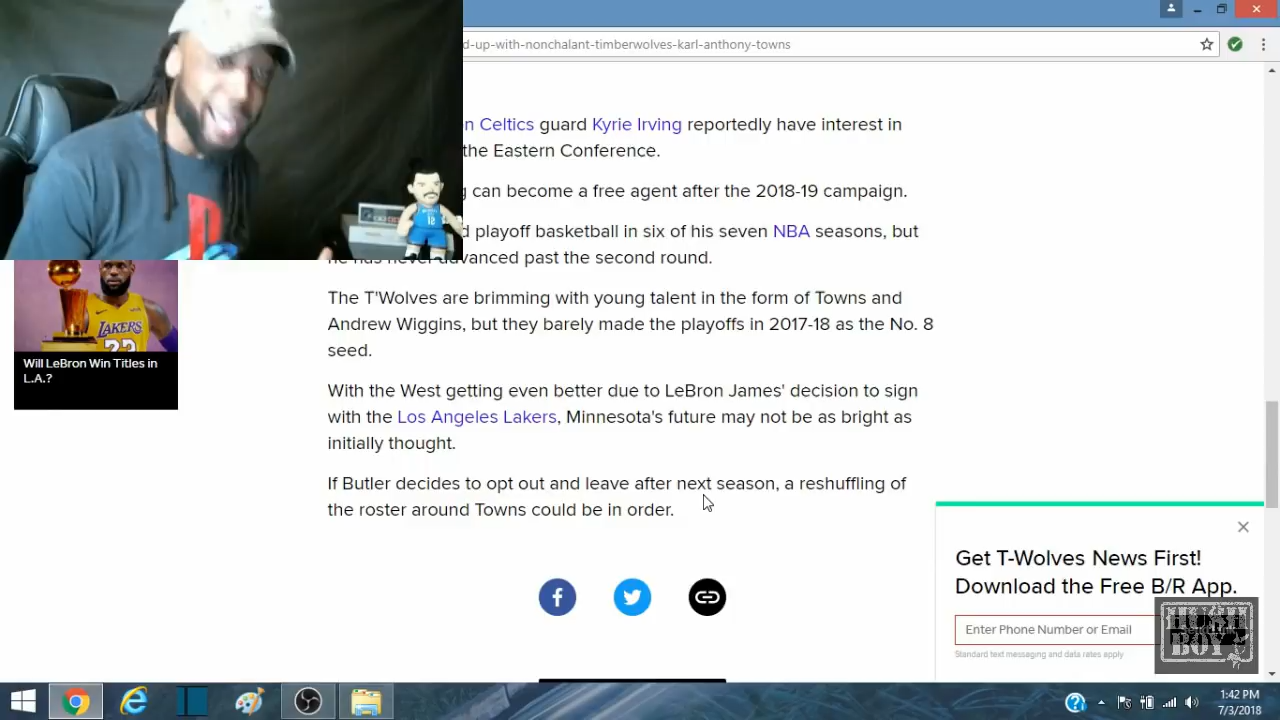 d-up-with-nonchalant-timberwolves-karl-anthony-towns
n Celtics guard Kyrie Irving reportedly have interest in
the Eastern Conference.
g can become a free agent after the 2018-19 campaign.
d playoff basketball in six of his seven NBA seasons, but
he has never advanced past the second round.
The T'Wolves are brimming with young talent in the form of Towns and
Andrew Wiggins, but they barely made the playoffs in 2017-18 as the No. 8
seed.
With the West getting even better due to LeBron James' decision to sign
with the Los Angeles Lakers, Minnesota's future may not be as bright as
initially thought.
If Butler decides to opt out and leave after next season, a reshuffling of
the roster around Towns could be in order.
LAKERS
23
Will LeBron Win Titles in
L.A.?
Get T-Wolves News First!
Download the Free B/R App.
Enter Phone Number or Email
Standard text messaging and data rates apply
BOY
1:42 PM
7/3/2018